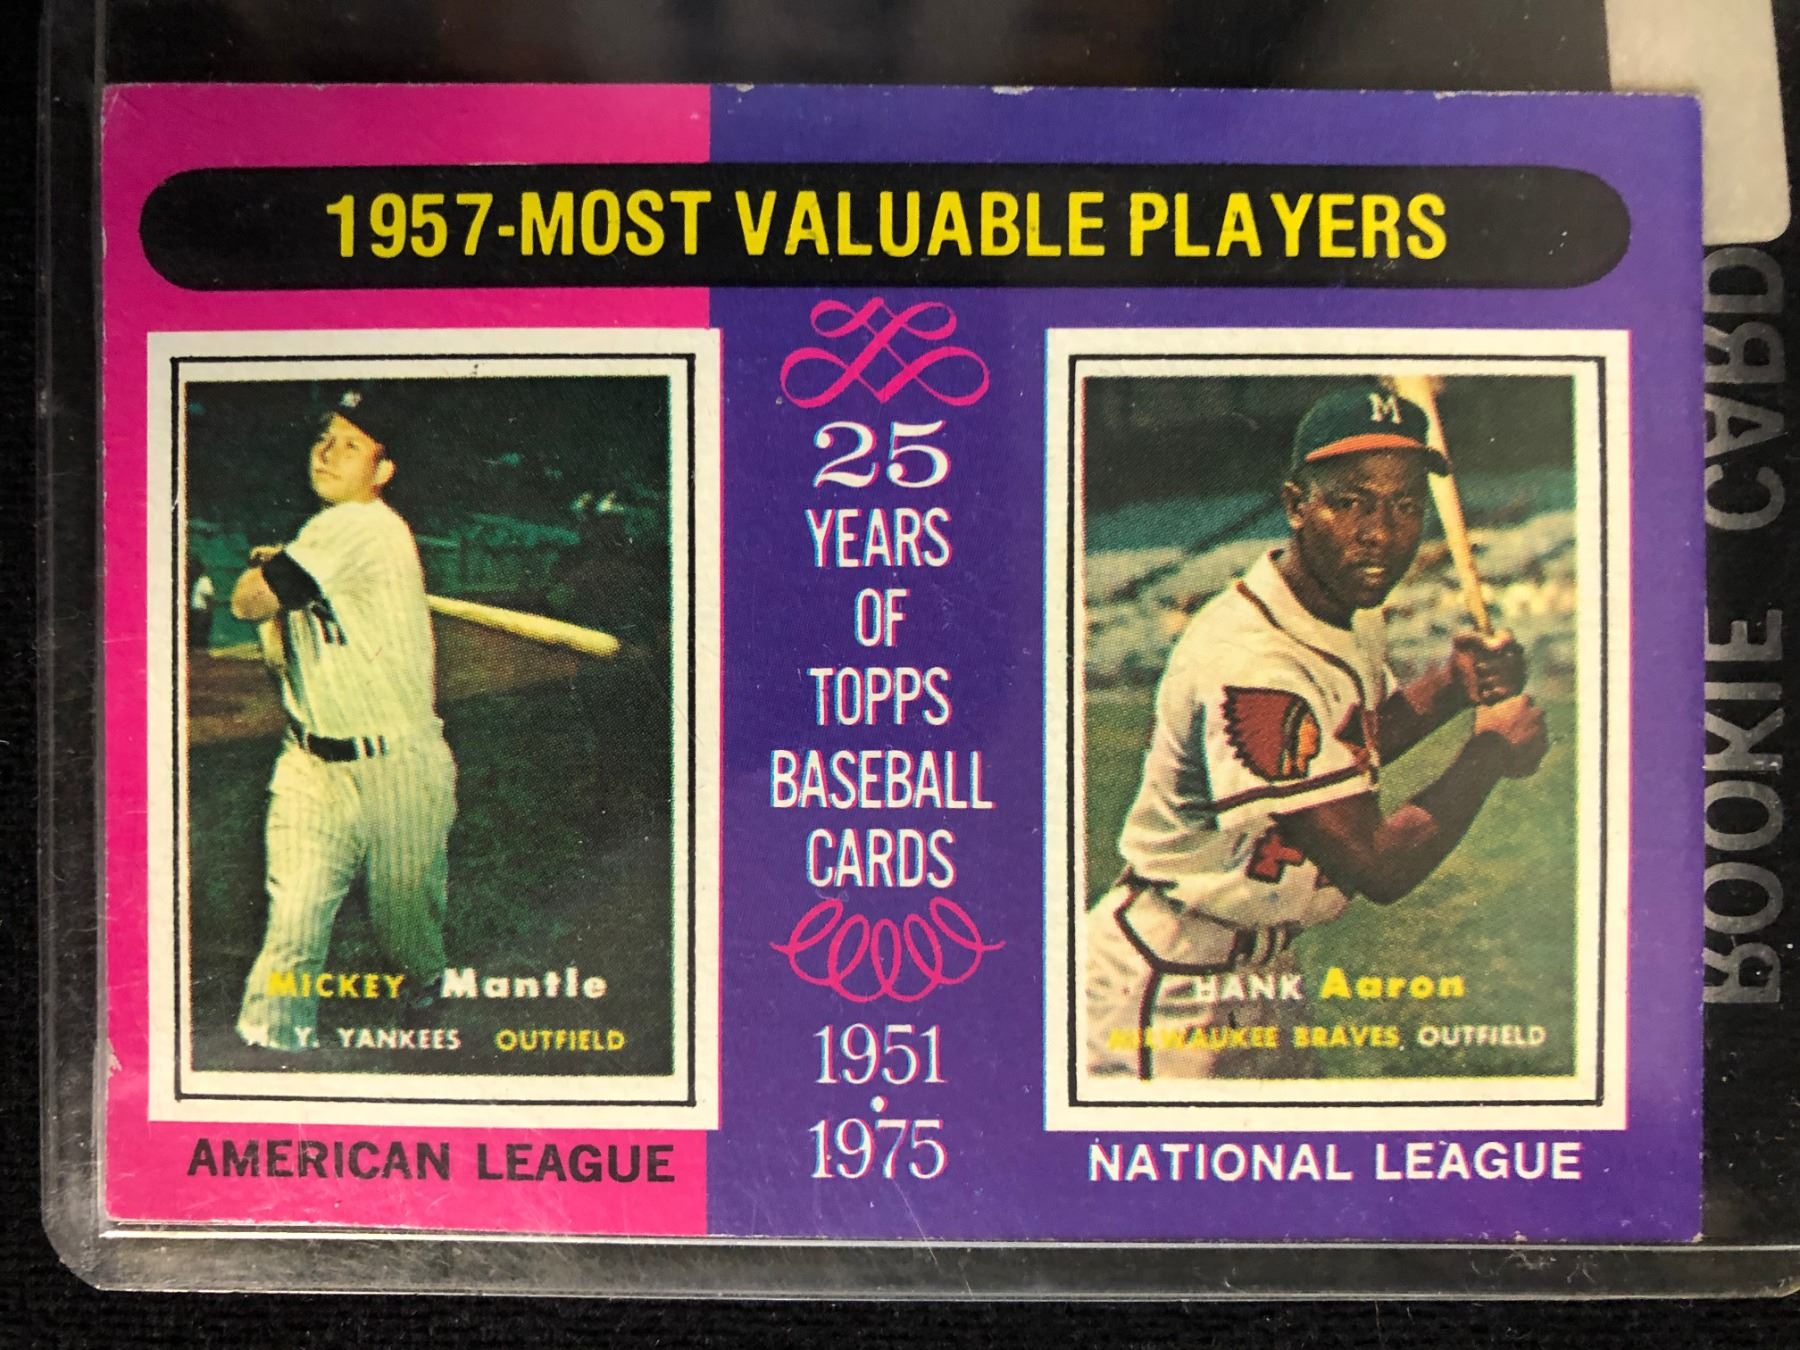 1957-MOST VALUABLE PLAYERS
25
YEARS
OF
TOPPS
BASEBALL
CARDS
1951
.
1975
MICKEY Mantle
N. Y. YANKEES OUTFIELD
AMERICAN LEAGUE
M
HANK Aaron
MILWAUKEE BRAVES, OUTFIELD
NATIONAL LEAGUE
ROOKIE CARD